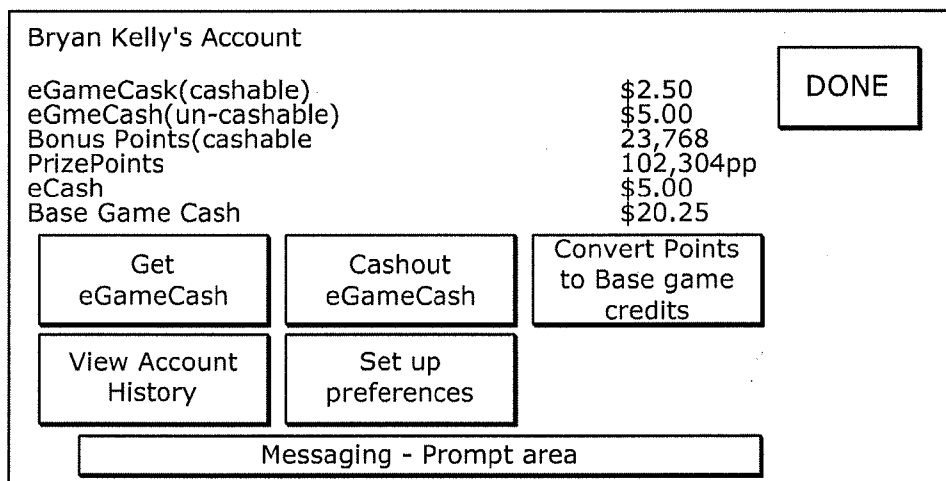 Bryan Kelly's Account
DONE
eGameCask(cashable) $2.50
eGmeCash(un-cashable) $5.00
Bonus Points(cashable 23,768
PrizePoints 102,304pp
eCash $5.00
Base Game Cash $20.25
Get
eGameCash
Cashout
eGameCash
Convert Points
to Base game
credits
View Account
History
Set up
preferences
Messaging - Prompt area